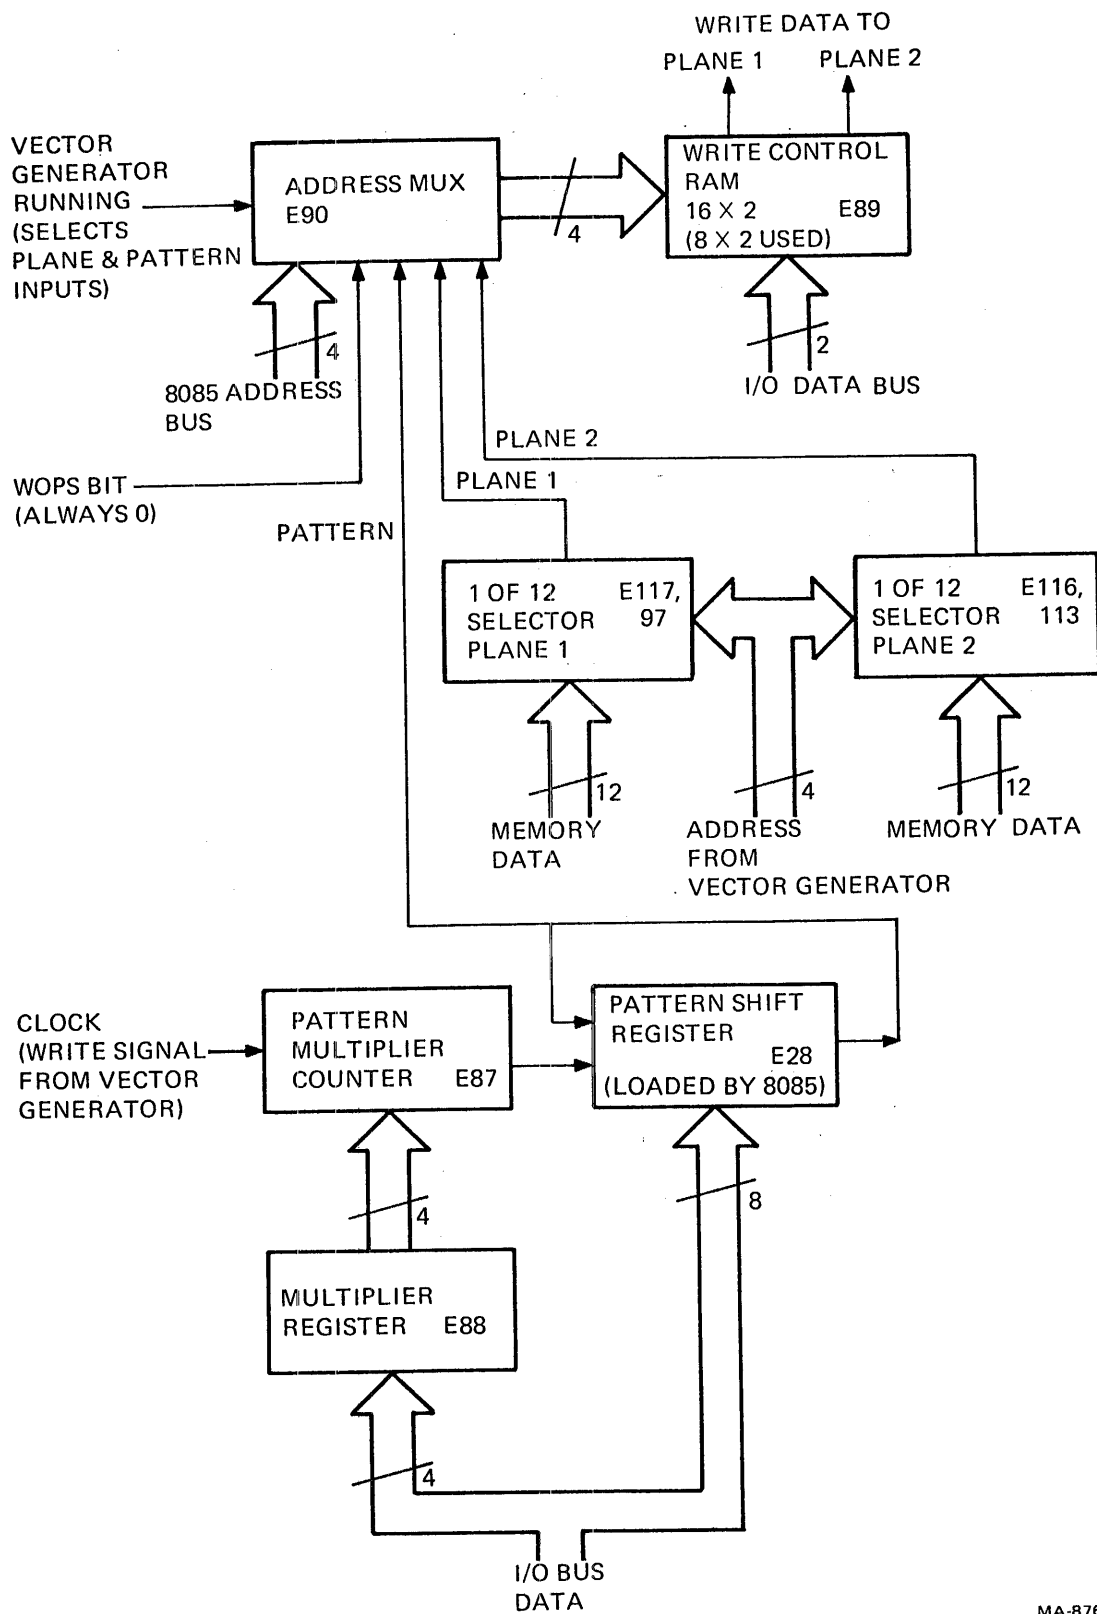 WRITE DATA TO
PLANE 1 PLANE 2
VECTOR
GENERATOR
RUNNING
(SELECTS
PLANE & PATTERN
INPUTS)
ADDRESS MUX
E90
4
WRITE CONTROL
RAM
16 X 2 E89
(8 X 2 USED)
4
8085 ADDRESS
BUS
2
I/O DATA BUS
WOPS BIT
(ALWAYS 0)
PLANE 2
PLANE 1
PATTERN
1 OF 12 E117,
SELECTOR 97
PLANE 1
1 OF 12 E116,
SELECTOR 113
PLANE 2
12
MEMORY
DATA
4
ADDRESS
FROM
VECTOR GENERATOR
12
MEMORY DATA
CLOCK
(WRITE SIGNAL
FROM VECTOR
GENERATOR)
PATTERN
MULTIPLIER
COUNTER E87
PATTERN SHIFT
REGISTER
E28
(LOADED BY 8085)
4
8
MULTIPLIER
REGISTER E88
4
I/O BUS
DATA